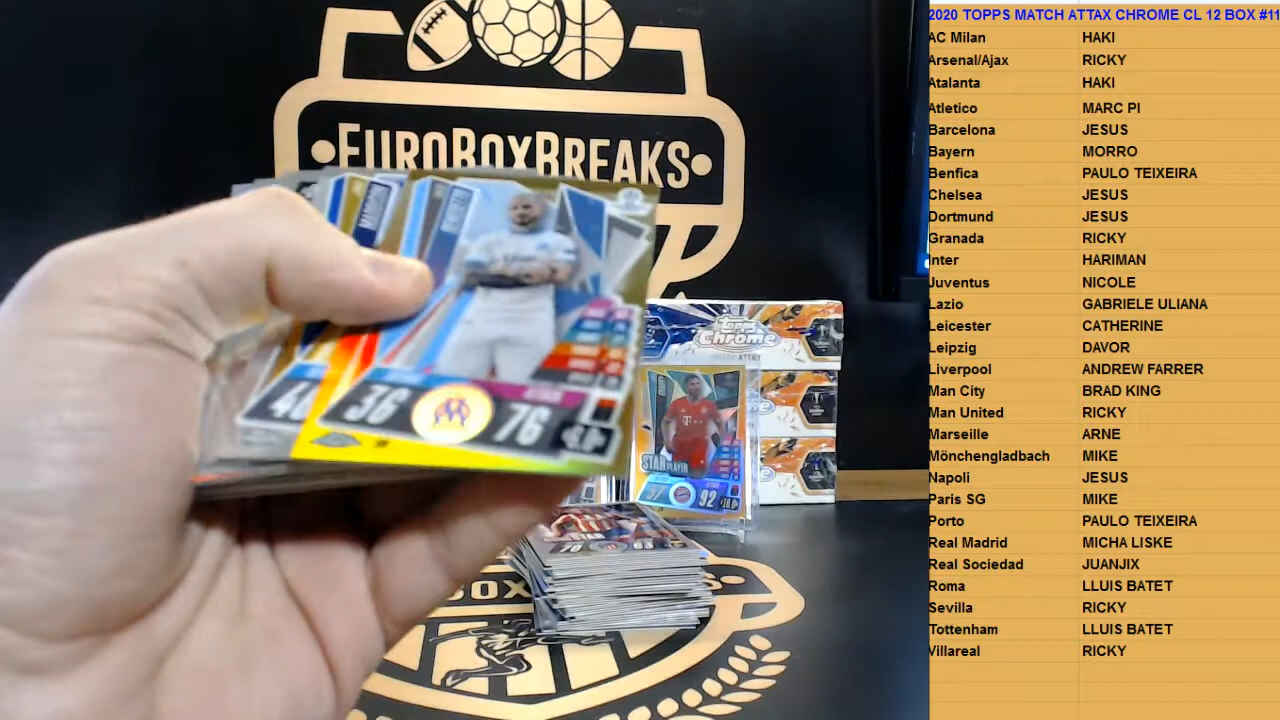 2020 TOPPS MATCH ATTAX CHROME CL 12 BOX #11
AC Milan HAKI
Arsenal/Ajax RICKY
Atalanta HAKI
Atletico MARC PI
Barcelona JESUS
Bayern MORRO
Benfica PAULO TEIXEIRA
Chelsea JESUS
Dortmund JESUS
Granada RICKY
Inter HARIMAN
Juventus NICOLE
Lazio GABRIELE ULIANA
Leicester CATHERINE
Leipzig DAVOR
Liverpool ANDREW FARRER
Man City BRAD KING
Man United RICKY
Marseille ARNE
Mönchengladbach MIKE
Napoli JESUS
Paris SG MIKE
Porto PAULO TEIXEIRA
Real Madrid MICHA LISKE
Real Sociedad JUANJIX
Roma LLUIS BATET
Sevilla RICKY
Tottenham LLUIS BATET
Villareal RICKY
EUROBOXBREAKS
36 76
Topps
Chrome
STAR PLAYER
92